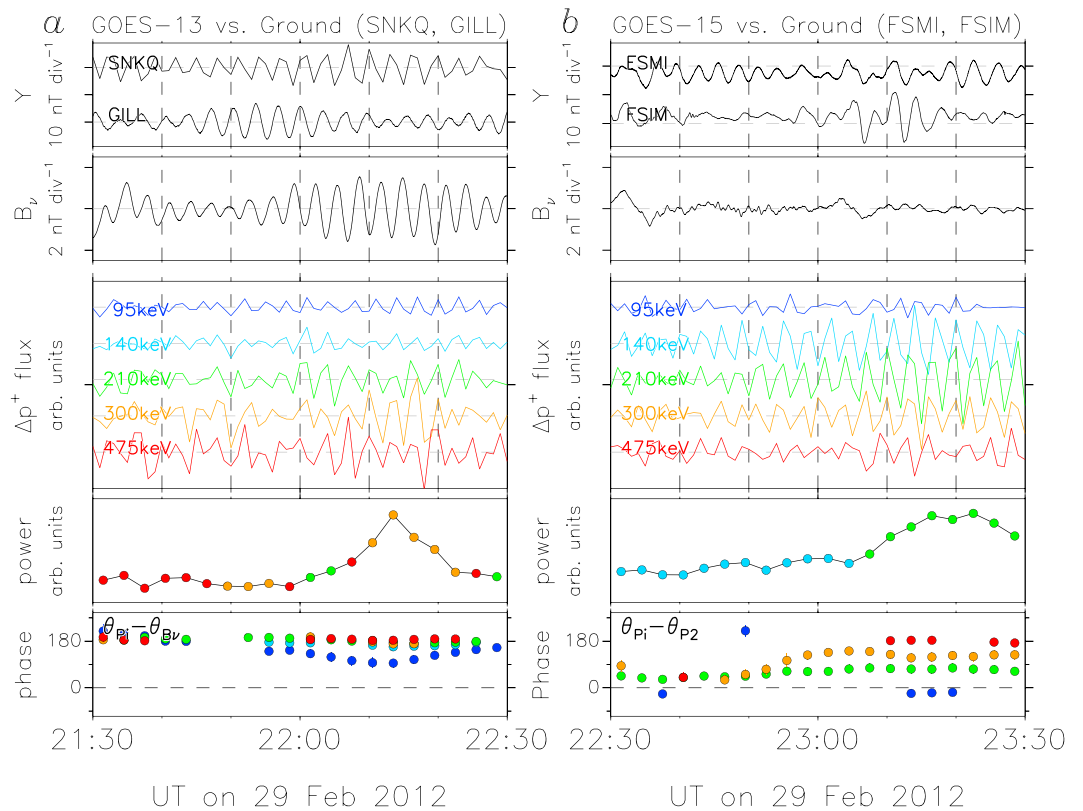 a GOES-13 vs. Ground (SNKQ, GILL)
SNKQ
GILL
Y
10 nT div⁻¹
Bν
2 nT div⁻¹
95keV
140keV
210keV
300keV
475keV
Δp⁺ flux
arb. units
power
arb. units
θPi−θBν
phase
180
0
21:30
22:00
22:30
UT on 29 Feb 2012
b GOES-15 vs. Ground (FSMI, FSIM)
FSMI
FSIM
Y
10 nT div⁻¹
Bν
2 nT div⁻¹
95keV
140keV
210keV
300keV
475keV
Δp⁺ flux
arb. units
power
arb. units
θPi−θP2
Phase
180
0
22:30
23:00
23:30
UT on 29 Feb 2012